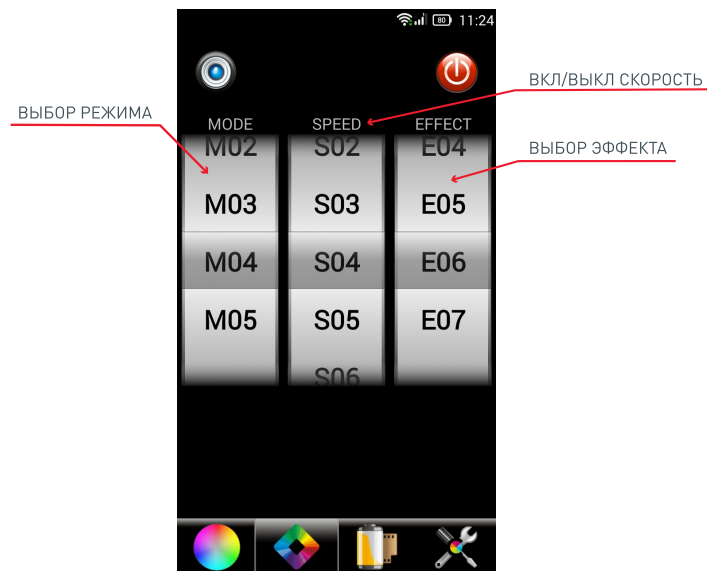 80 11:24
ВКЛ/ВЫКЛ СКОРОСТЬ
ВЫБОР РЕЖИМА
MODE SPEED EFFECT
ВЫБОР ЭФФЕКТА
M02 S02 E04
M03 S03 E05
M04 S04 E06
M05 S05 E07
S06